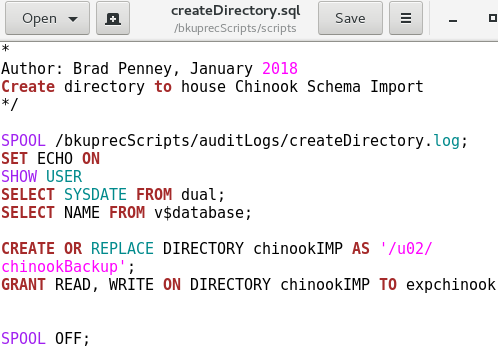 Open
createDirectory.sql
/bkuprecScripts/scripts
Save
*
Author: Brad Penney, January 2018
Create directory to house Chinook Schema Import
*/
SPOOL /bkuprecScripts/auditLogs/createDirectory.log;
SET ECHO ON
SHOW USER
SELECT SYSDATE FROM dual;
SELECT NAME FROM v$database;
CREATE OR REPLACE DIRECTORY chinookIMP AS '/u02/
chinookBackup';
GRANT READ, WRITE ON DIRECTORY chinookIMP TO expchinook
SPOOL OFF;